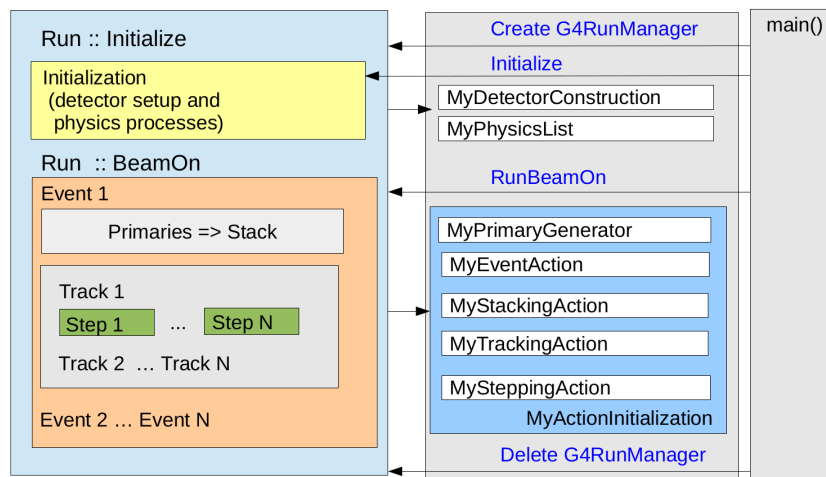 Run :: Initialize
Initialization
(detector setup and
physics processes)
Run :: BeamOn
Event 1
Primaries => Stack
Track 1
Step 1 ... Step N
Track 2 … Track N
Event 2 … Event N
Create G4RunManager
Initialize
MyDetectorConstruction
MyPhysicsList
RunBeamOn
MyPrimaryGenerator
MyEventAction
MyStackingAction
MyTrackingAction
MySteppingAction
MyActionInitialization
Delete G4RunManager
main()